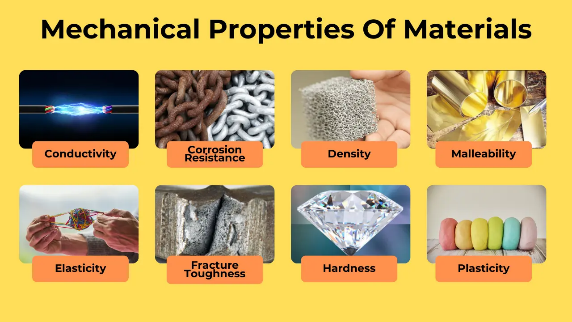 Mechanical Properties Of Materials
Conductivity
Corrosion
Resistance
Density
Malleability
Elasticity
Fracture
Toughness
Hardness
Plasticity